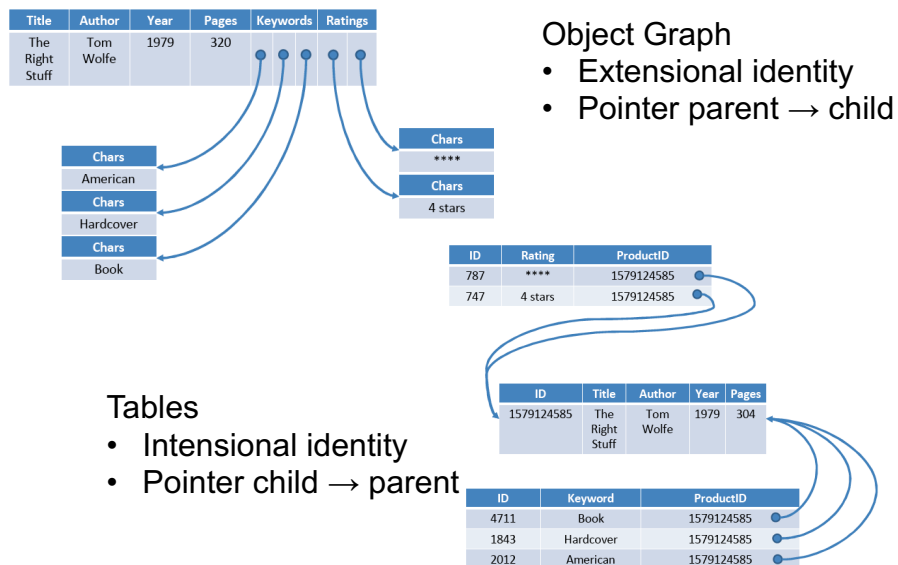 Title Author Year Pages Keywords Ratings
The Right Stuff Tom Wolfe 1979 320
Object Graph
• Extensional identity
• Pointer parent → child
Chars
American
Chars
Hardcover
Chars
Book
Chars
****
Chars
4 stars
ID Rating ProductID
787 **** 1579124585
747 4 stars 1579124585
Tables
• Intensional identity
• Pointer child → parent
ID Title Author Year Pages
1579124585 The Right Stuff Tom Wolfe 1979 304
ID Keyword ProductID
4711 Book 1579124585
1843 Hardcover 1579124585
2012 American 1579124585